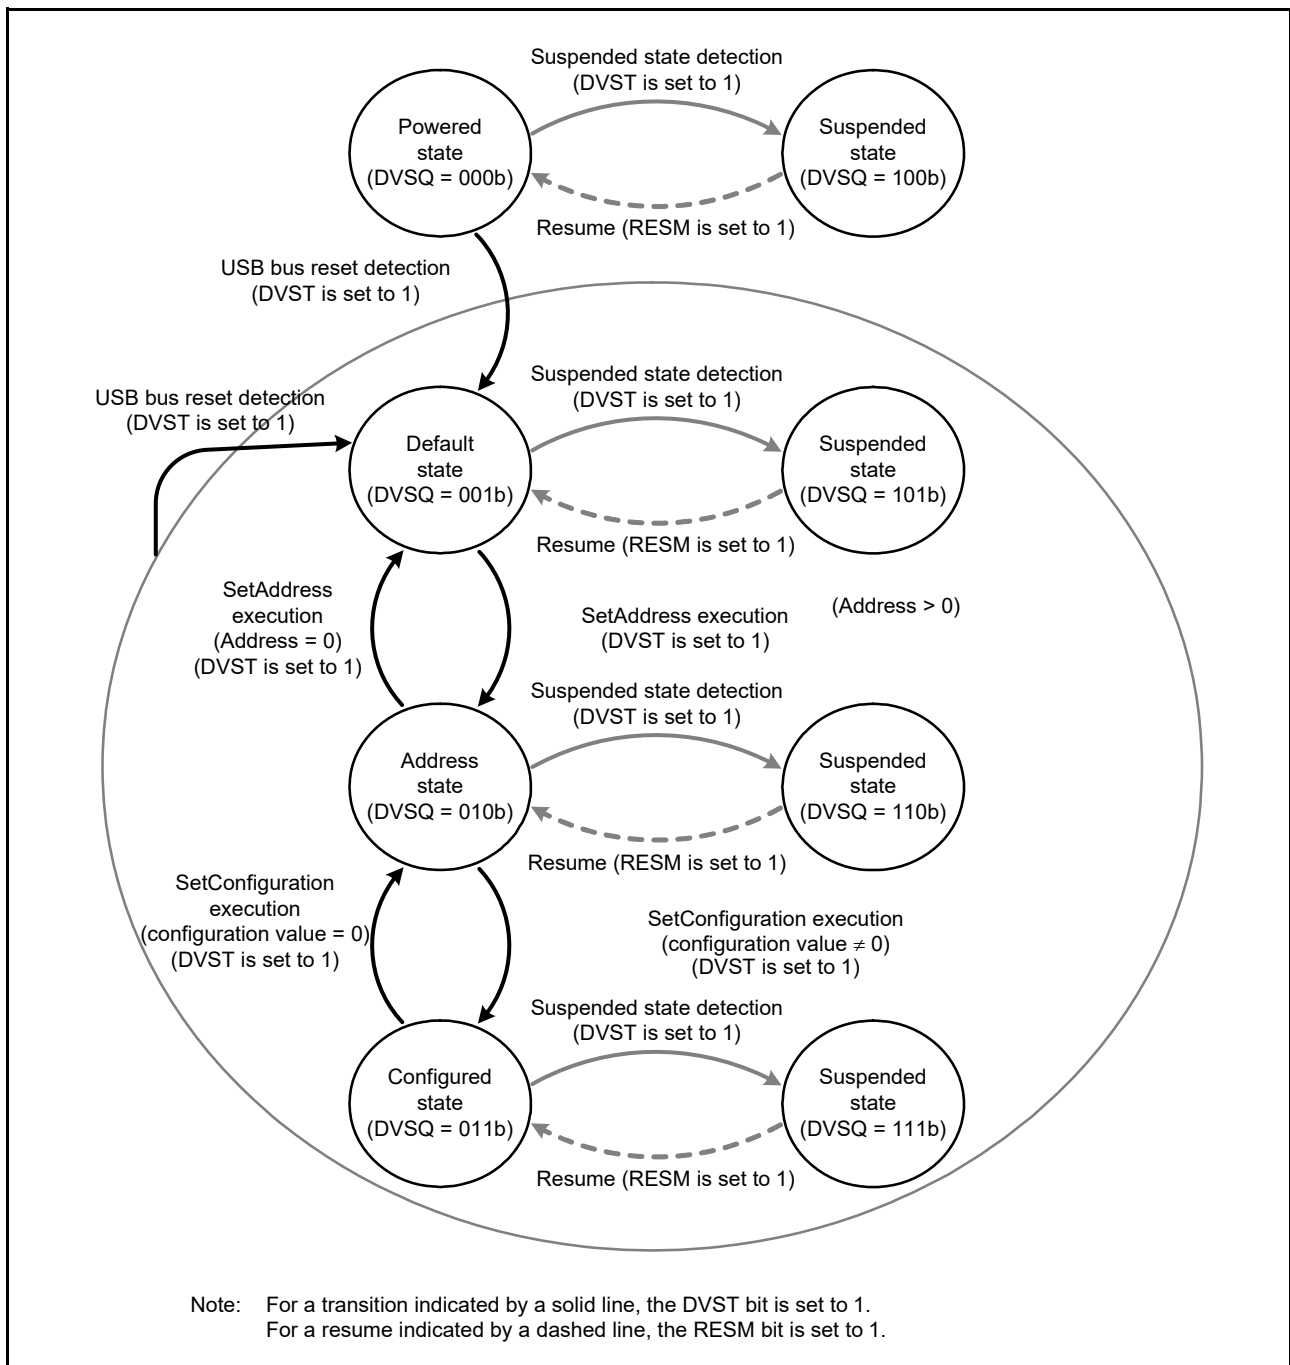 Suspended state detection
(DVST is set to 1)
Powered
state
(DVSQ = 000b)
Suspended
state
(DVSQ = 100b)
Resume (RESM is set to 1)
USB bus reset detection
(DVST is set to 1)
USB bus reset detection
(DVST is set to 1)
Suspended state detection
(DVST is set to 1)
Default
state
(DVSQ = 001b)
Suspended
state
(DVSQ = 101b)
Resume (RESM is set to 1)
SetAddress
execution
(Address = 0)
(DVST is set to 1)
SetAddress execution
(DVST is set to 1)
(Address > 0)
Suspended state detection
(DVST is set to 1)
Address
state
(DVSQ = 010b)
Suspended
state
(DVSQ = 110b)
Resume (RESM is set to 1)
SetConfiguration
execution
(configuration value = 0)
(DVST is set to 1)
SetConfiguration execution
(configuration value ≠ 0)
(DVST is set to 1)
Suspended state detection
(DVST is set to 1)
Configured
state
(DVSQ = 011b)
Suspended
state
(DVSQ = 111b)
Resume (RESM is set to 1)
Note: For a transition indicated by a solid line, the DVST bit is set to 1.
For a resume indicated by a dashed line, the RESM bit is set to 1.